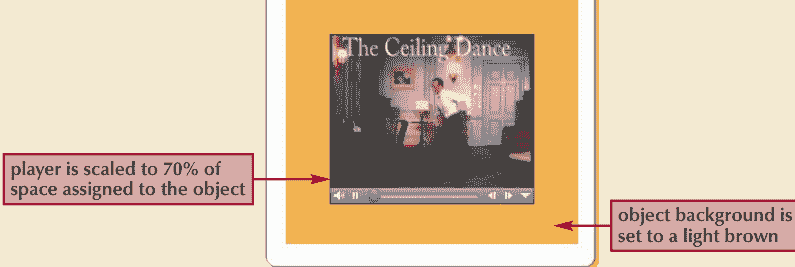 The Ceiling Dance
player is scaled to 70% of
space assigned to the object
object background is
set to a light brown